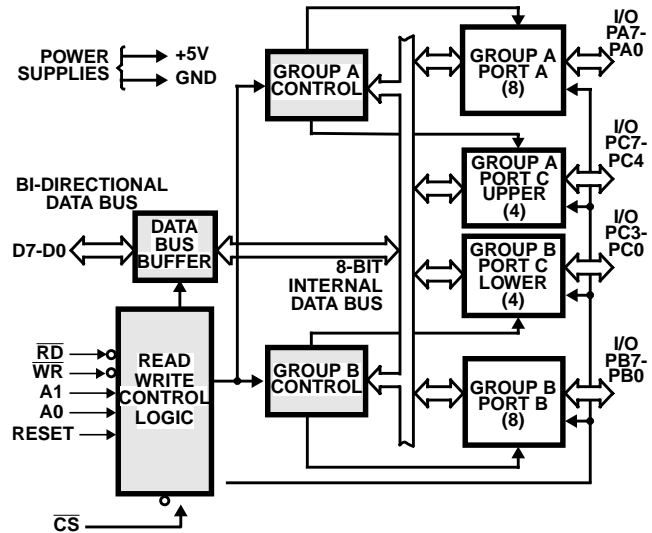 POWER
SUPPLIES
+5V
GND
GROUP A
CONTROL
GROUP A
PORT A
(8)
I/O
PA7-
PA0
GROUP A
PORT C
UPPER
(4)
I/O
PC7-
PC4
BI-DIRECTIONAL
DATA BUS
D7-D0
DATA
BUS
BUFFER
8-BIT
INTERNAL
DATA BUS
GROUP B
PORT C
LOWER
(4)
I/O
PC3-
PC0
RD
WR
A1
A0
RESET
READ
WRITE
CONTROL
LOGIC
GROUP B
CONTROL
GROUP B
PORT B
(8)
I/O
PB7-
PB0
CS